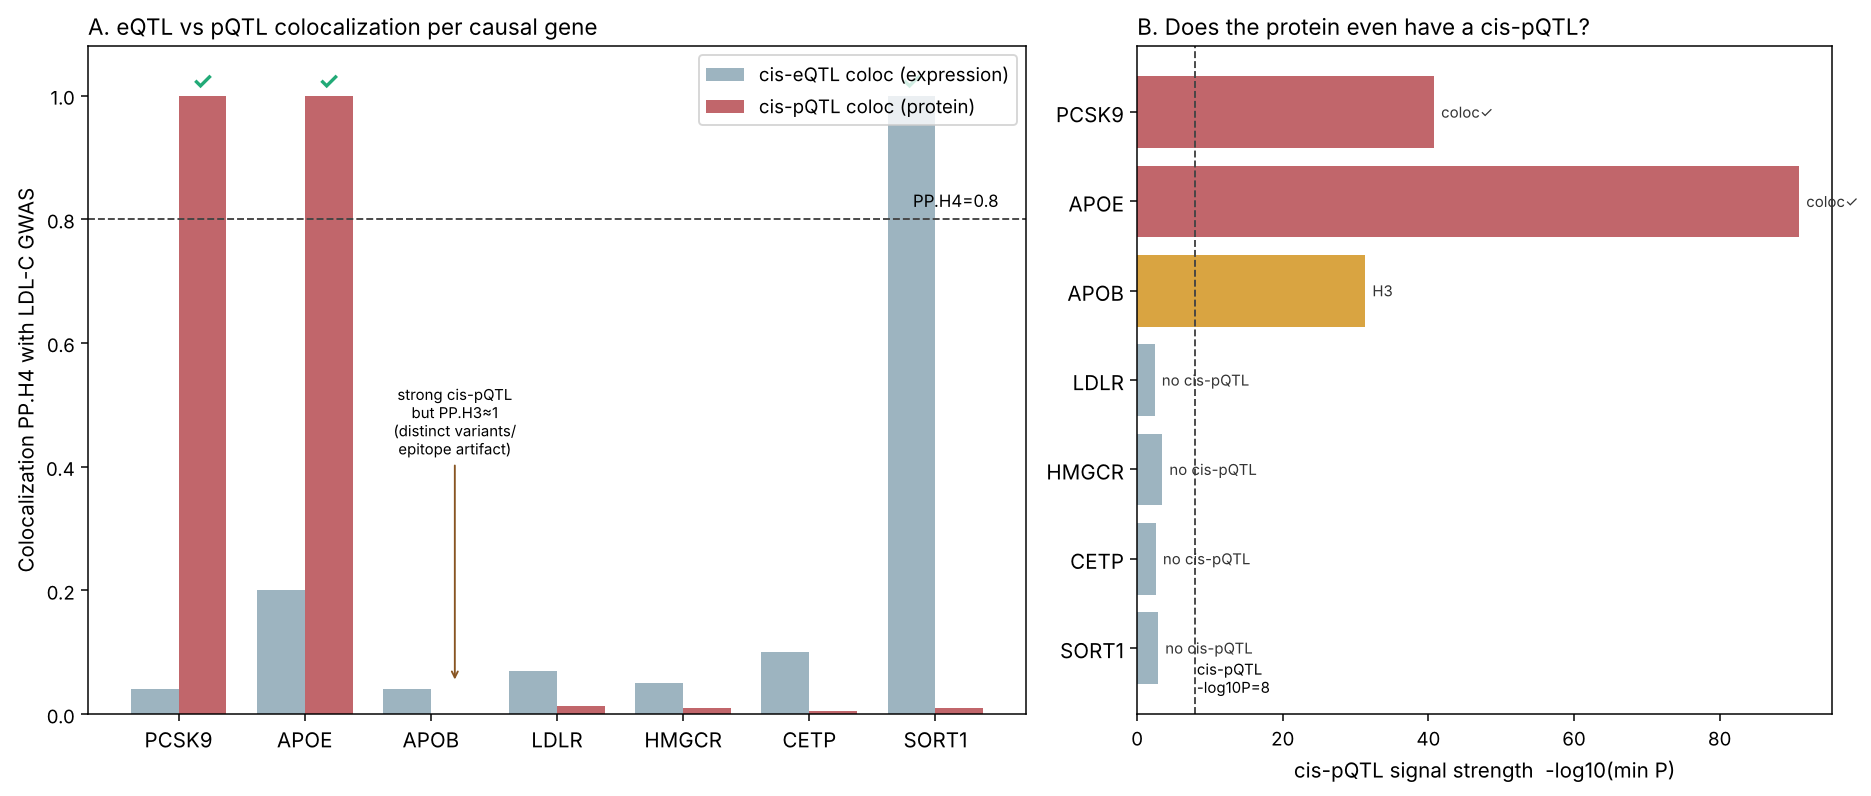 A. eQTL vs pQTL colocalization per causal gene
Colocalization PP.H4 with LDL-C GWAS
1.0
0.8
0.6
0.4
0.2
0.0
cis-eQTL coloc (expression)
cis-pQTL coloc (protein)
PP.H4=0.8
strong cis-pQTL
but PP.H3≈1
(distinct variants/
epitope artifact)
PCSK9
APOE
APOB
LDLR
HMGCR
CETP
SORT1
B. Does the protein even have a cis-pQTL?
PCSK9
coloc✓
APOE
coloc✓
APOB
H3
LDLR
no cis-pQTL
HMGCR
no cis-pQTL
CETP
no cis-pQTL
SORT1
no cis-pQTL
cis-pQTL
-log10P=8
0
20
40
60
80
cis-pQTL signal strength -log10(min P)